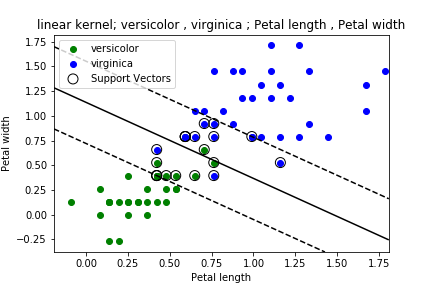 linear kernel; versicolor , virginica ; Petal length , Petal width
versicolor
virginica
Support Vectors
Petal width
1.75
1.50
1.25
1.00
0.75
0.50
0.25
0.00
−0.25
0.00 0.25 0.50 0.75 1.00 1.25 1.50 1.75
Petal length